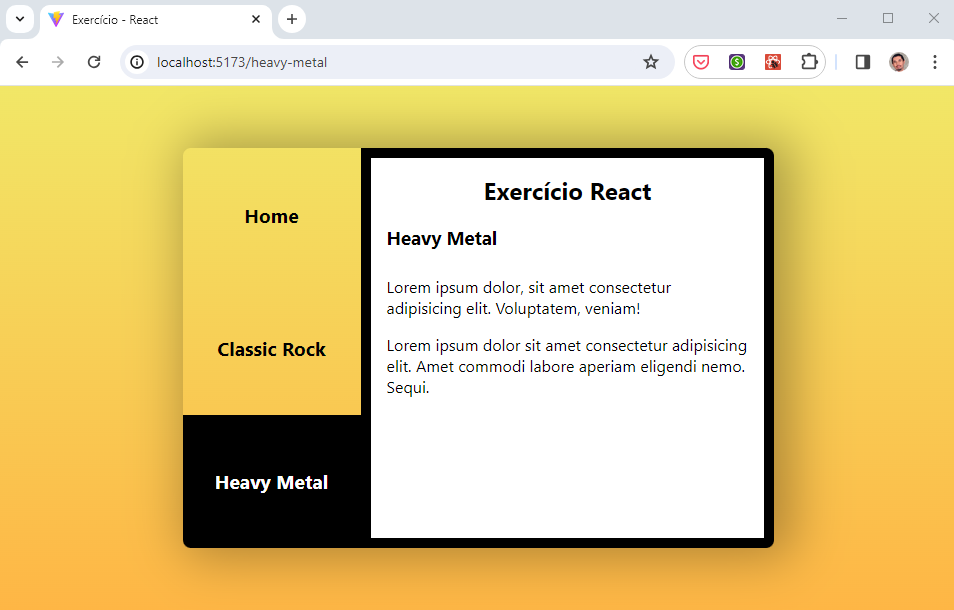 Exercício - React
localhost:5173/heavy-metal
Home
Classic Rock
Heavy Metal
Exercício React
Heavy Metal
Lorem ipsum dolor, sit amet consectetur
adipisicing elit. Voluptatem, veniam!
Lorem ipsum dolor sit amet consectetur adipisicing
elit. Amet commodi labore aperiam eligendi nemo.
Sequi.